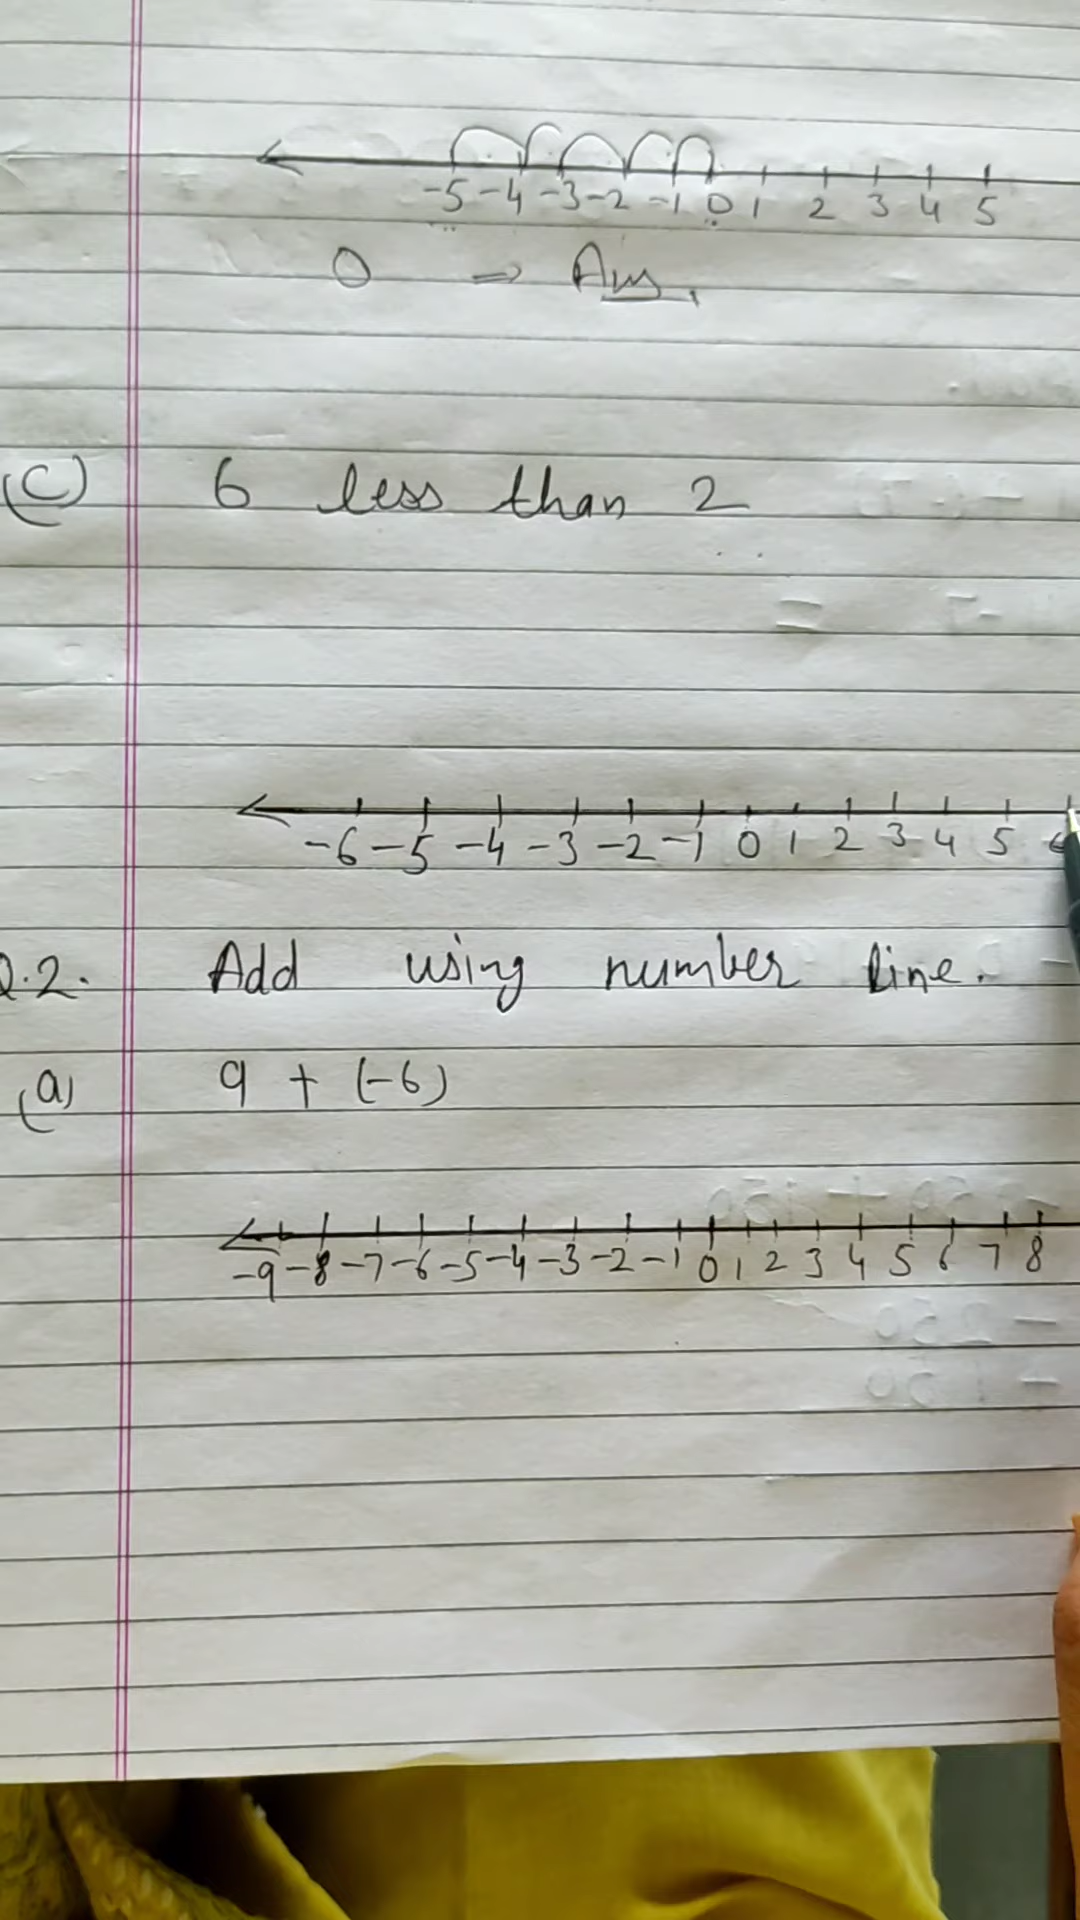 -5 -4 -3 -2 -1 0 1 2 3 4 5
0 ⇒ Ans.
(C) 6 less than 2
-6 -5 -4 -3 -2 -1 0 1 2 3 4 5
.2. Add using number line.
(a) 9 + (-6)
-9 -8 -7 -6 -5 -4 -3 -2 -1 0 1 2 3 4 5 6 7 8